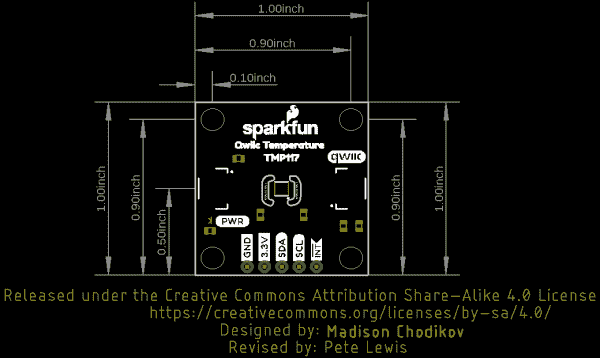 1.00inch
0.90inch
0.10inch
sparkfun
Qwiic Temperature
TMP117
qwiic
1.00inch
0.90inch
0.50inch
0.90inch
1.00inch
PWR
GND
3.3V
SDA
SCL
INT
Released under the Creative Commons Attribution Share-Alike 4.0 License
https://creativecommons.org/licenses/by-sa/4.0/
Designed by: Madison Chodikov
Revised by: Pete Lewis